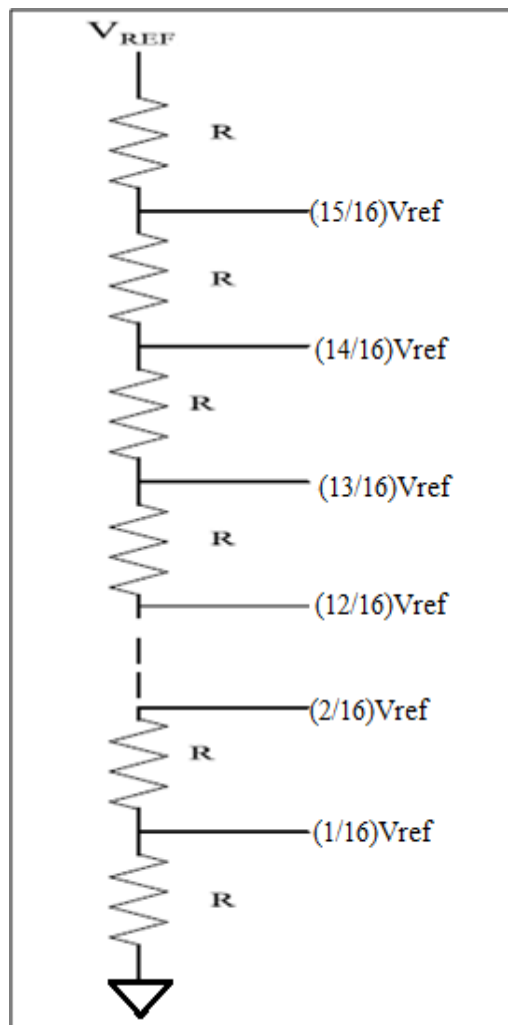 VREF
R
(15/16)Vref
R
(14/16)Vref
R
(13/16)Vref
R
(12/16)Vref
(2/16)Vref
R
(1/16)Vref
R